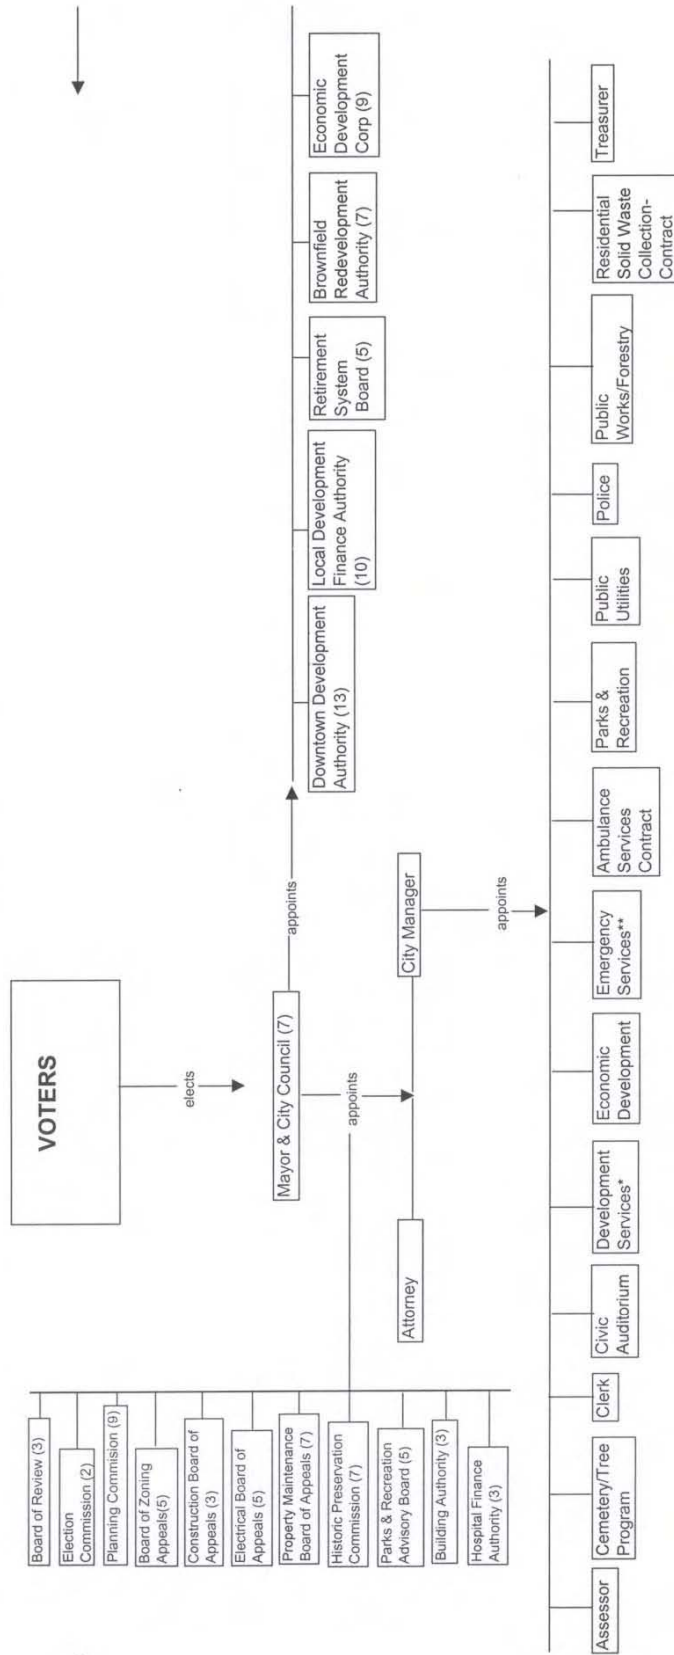 VOTERS
elects
Mayor & City Council (7)
appoints
appoints
Attorney
City Manager
appoints
Board of Review (3)
Election
Commission (2)
Planning Commision (9)
Board of Zoning
Appeals(5)
Construction Board of
Appeals (3)
Electrical Board of
Appeals (5)
Property Maintenance
Board of Appeals (7)
Historic Preservation
Commission (7)
Parks & Recreation
Advisory Board (5)
Building Authority (3)
Hospital Finance
Authority (3)
Downtown Development
Authority (13)
Local Development
Finance Authority
(10)
Retirement
System
Board (5)
Brownfield
Redevelopment
Authority (7)
Economic
Development
Corp (9)
Assessor
Cemetery/Tree
Program
Clerk
Civic
Auditorium
Development
Services*
Economic
Development
Emergency
Services**
Ambulance
Services
Contract
Parks &
Recreation
Public
Utilities
Police
Public
Works/Forestry
Residential
Solid Waste
Collection-
Contract
Treasurer